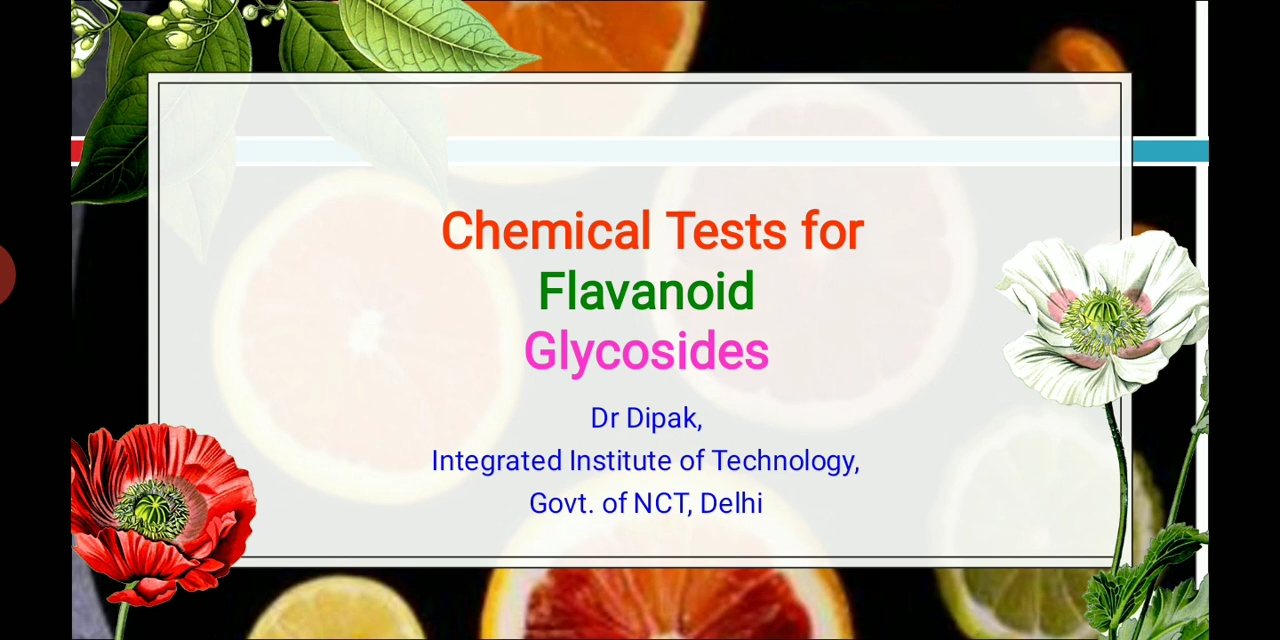 Chemical Tests for
Flavanoid
Glycosides
Dr Dipak,
Integrated Institute of Technology,
Govt. of NCT, Delhi